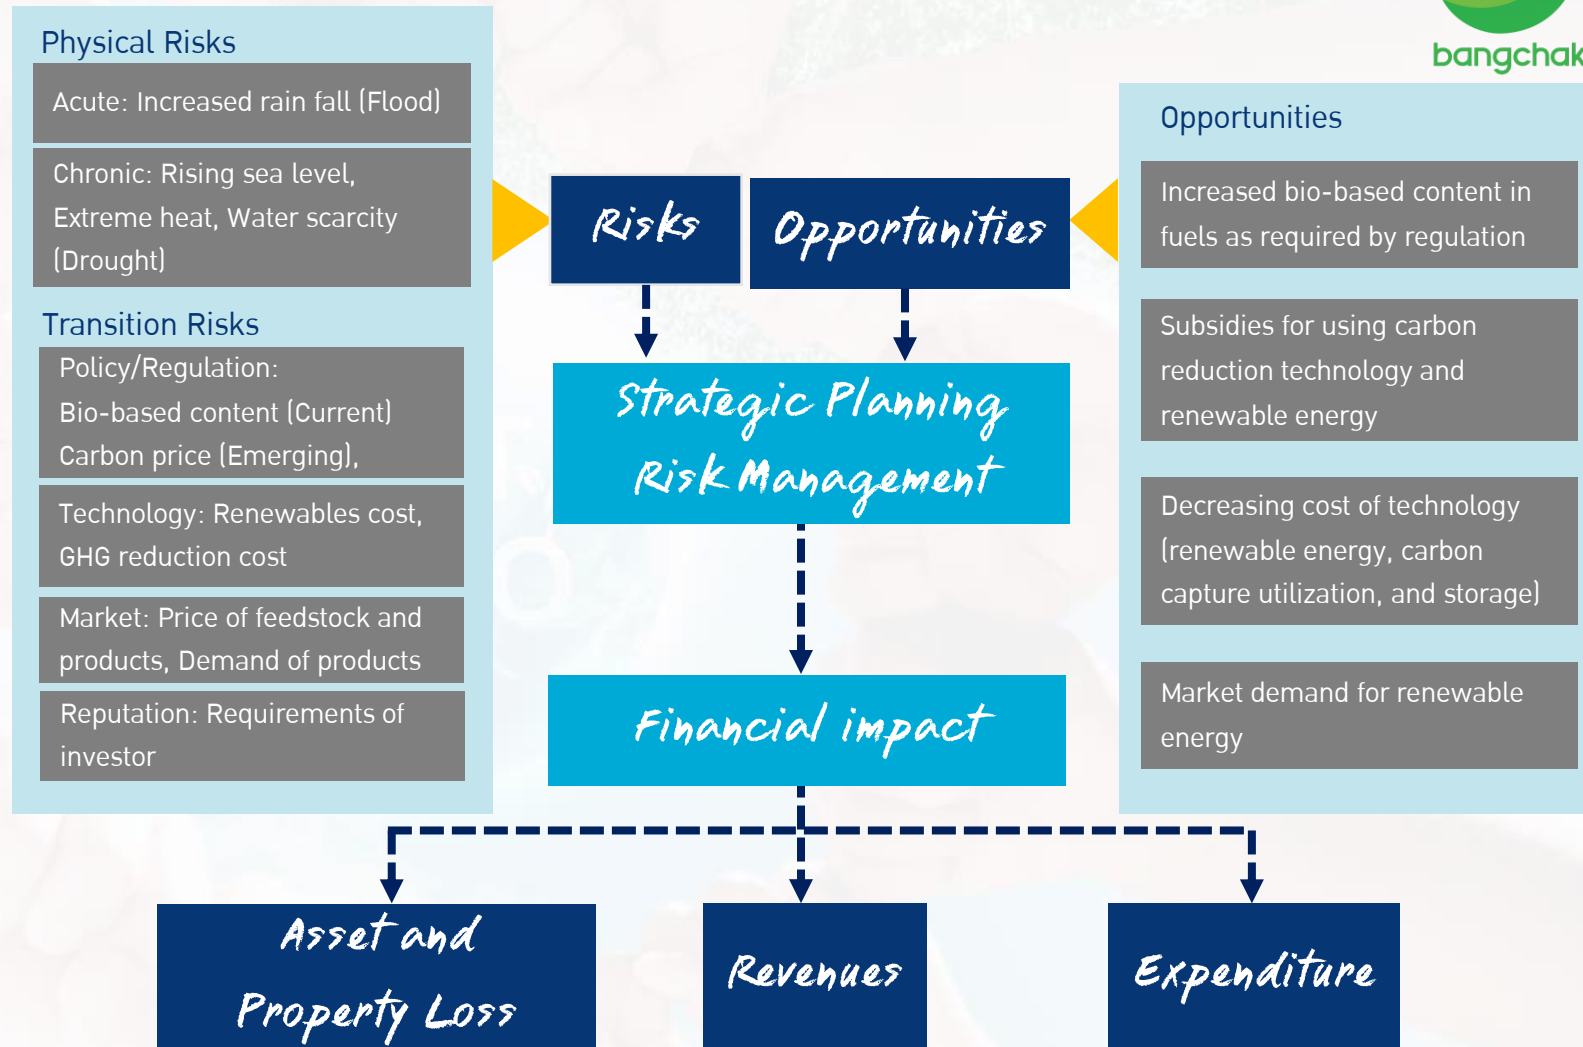 Physical Risks
Acute: Increased rain fall (Flood)
Chronic: Rising sea level,
Extreme heat, Water scarcity
(Drought)
Transition Risks
Policy/Regulation:
Bio-based content (Current)
Carbon price (Emerging),
Technology: Renewables cost,
GHG reduction cost
Market: Price of feedstock and
products, Demand of products
Reputation: Requirements of
investor
Risks
Opportunities
Strategic Planning
Risk Management
Financial impact
Asset and
Property Loss
Revenues
Expenditure
bangchak
Opportunities
Increased bio-based content in
fuels as required by regulation
Subsidies for using carbon
reduction technology and
renewable energy
Decreasing cost of technology
(renewable energy, carbon
capture utilization, and storage)
Market demand for renewable
energy